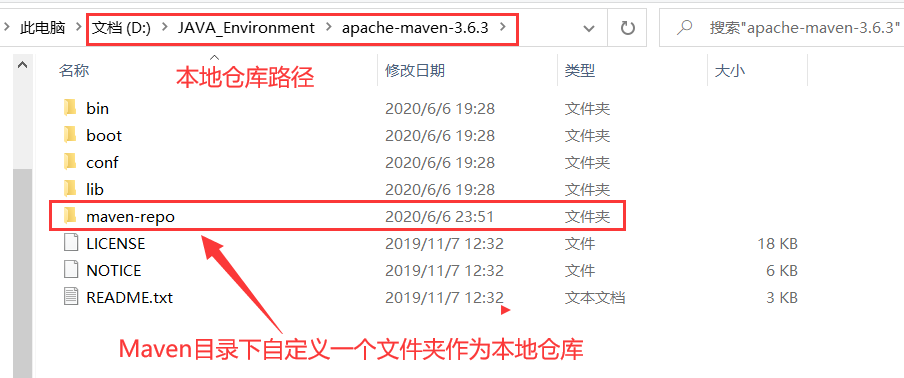 此电脑 > 文档 (D:) > JAVA_Environment > apache-maven-3.6.3 > 搜索"apache-maven-3.6.3"
本地仓库路径
名称 修改日期 类型 大小
bin 2020/6/6 19:28 文件夹
boot 2020/6/6 19:28 文件夹
conf 2020/6/6 19:28 文件夹
lib 2020/6/6 19:28 文件夹
maven-repo 2020/6/6 23:51 文件夹
LICENSE 2019/11/7 12:32 文件 18 KB
NOTICE 2019/11/7 12:32 文件 6 KB
README.txt 2019/11/7 12:32 文本文档 3 KB
Maven目录下自定义一个文件夹作为本地仓库